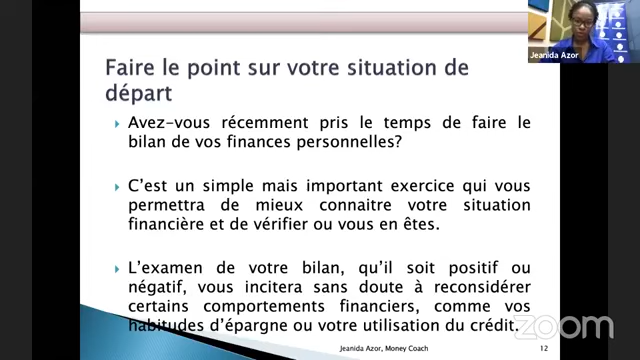 Jeanida Azor
Faire le point sur votre situation de
départ
Avez-vous récemment pris le temps de faire le
bilan de vos finances personnelles?
C'est un simple mais important exercice qui vous
permettra de mieux connaitre votre situation
financière et de vérifier ou vous en êtes.
L'examen de votre bilan, qu'il soit positif ou
négatif, vous incitera sans doute à reconsidérer
certains comportements financiers, comme vos
habitudes d'épargne ou votre utilisation du crédit.
zoom
Jeanida Azor, Money Coach 12